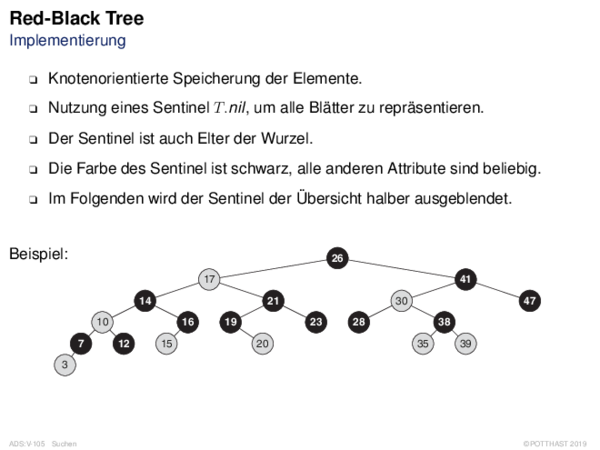 Red-Black Tree
Implementierung
❑ Knotenorientierte Speicherung der Elemente.
❑ Nutzung eines Sentinel T.nil, um alle Blätter zu repräsentieren.
❑ Der Sentinel ist auch Elter der Wurzel.
❑ Die Farbe des Sentinel ist schwarz, alle anderen Attribute sind beliebig.
❑ Im Folgenden wird der Sentinel der Übersicht halber ausgeblendet.
Beispiel:
26
17 41
14 21 30 47
10 16 19 23 28 38
7 12 15 20 35 39
3
ADS:V-105 Suchen ©POTTHAST 2019